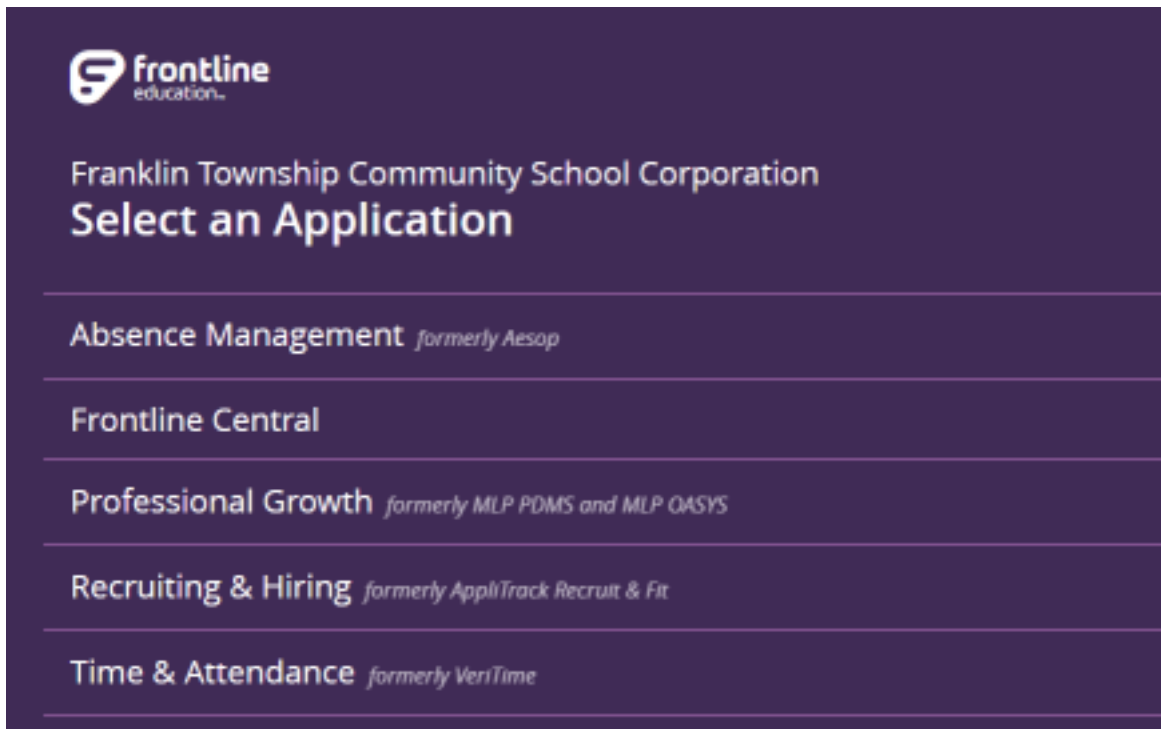 frontline
education™
Franklin Township Community School Corporation
Select an Application
Absence Management formerly Aesop
Frontline Central
Professional Growth formerly MLP PDMS and MLP OASYS
Recruiting & Hiring formerly AppliTrack Recruit & Fit
Time & Attendance formerly VeriTime